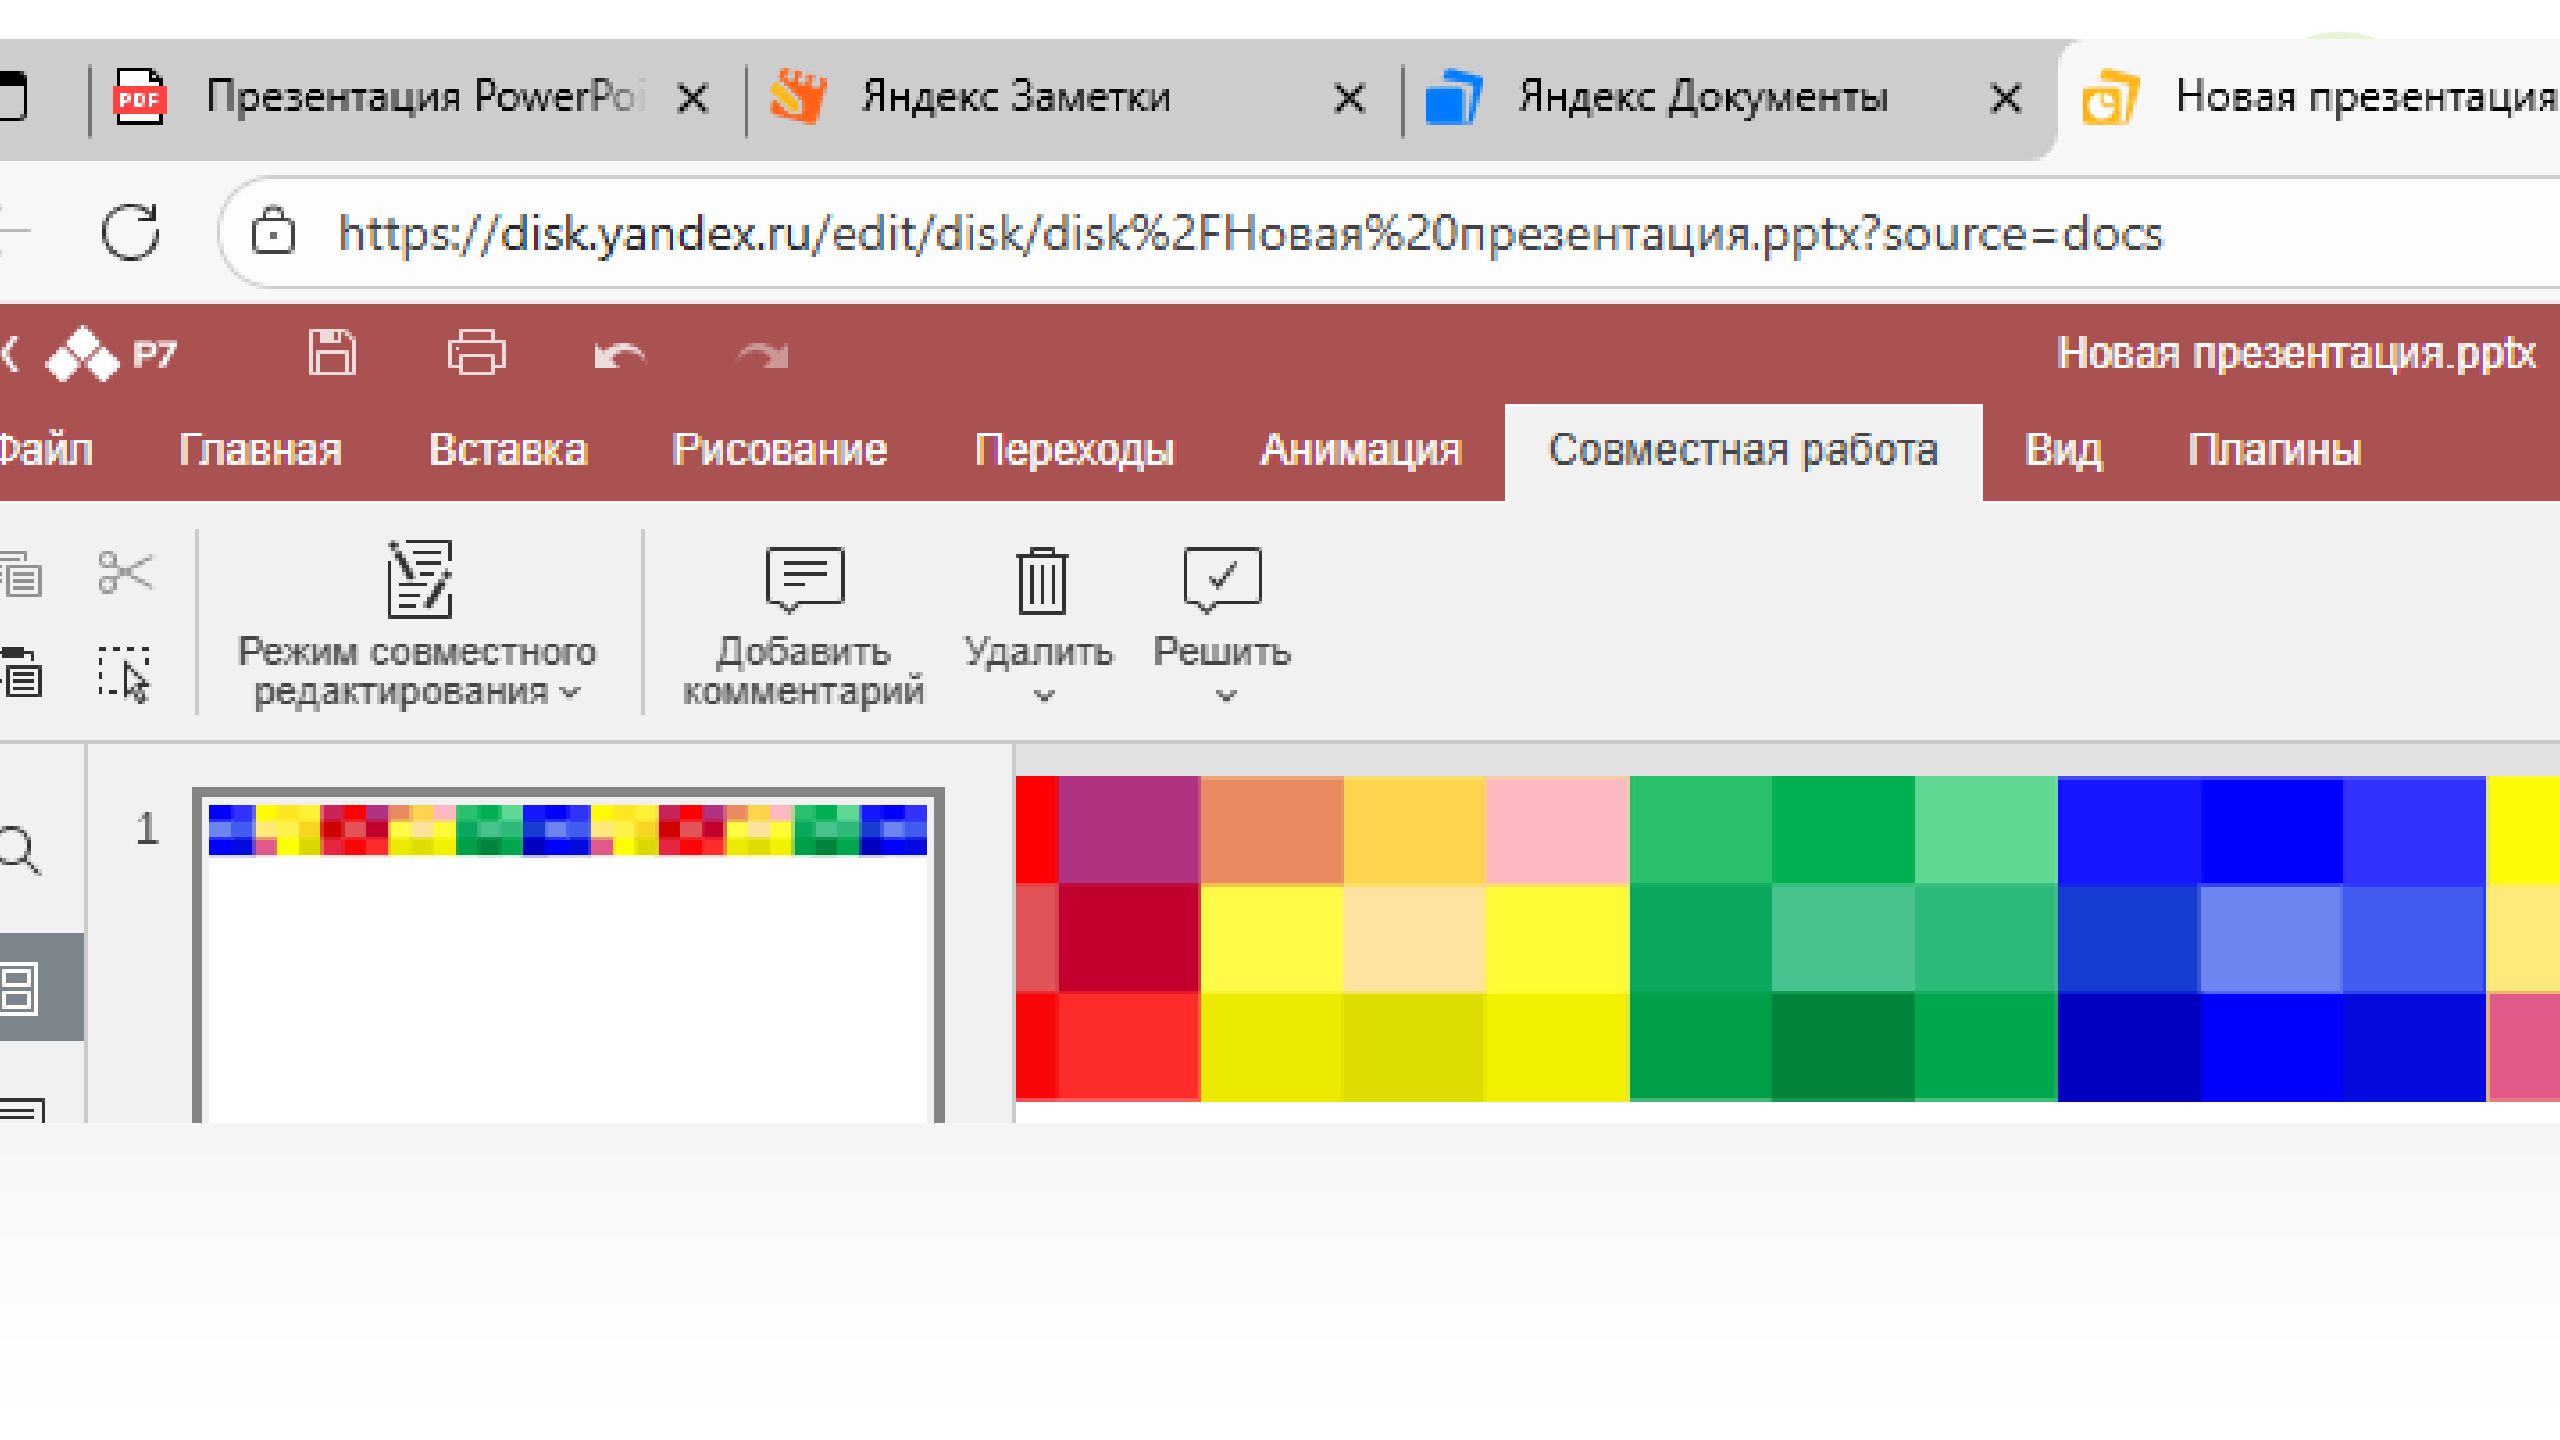 PDF Презентация PowerPoi
Яндекс Заметки
Яндекс Документы
Новая презентация
https://disk.yandex.ru/edit/disk/disk%2FНовая%20презентация.pptx?source=docs
Р7
Новая презентация.pptx
Файл Главная Вставка Рисование Переходы Анимация Совместная работа Вид Плагины
Режим совместного
редактирования
Добавить
комментарий
Удалить
Решить
1